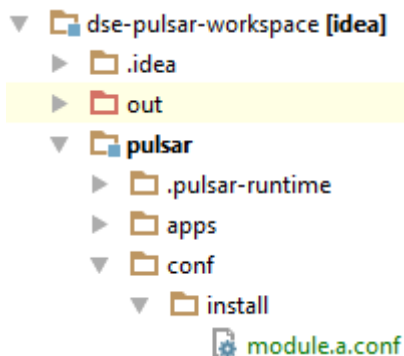 dse-pulsar-workspace [idea]
.idea
out
pulsar
.pulsar-runtime
apps
conf
install
module.a.conf